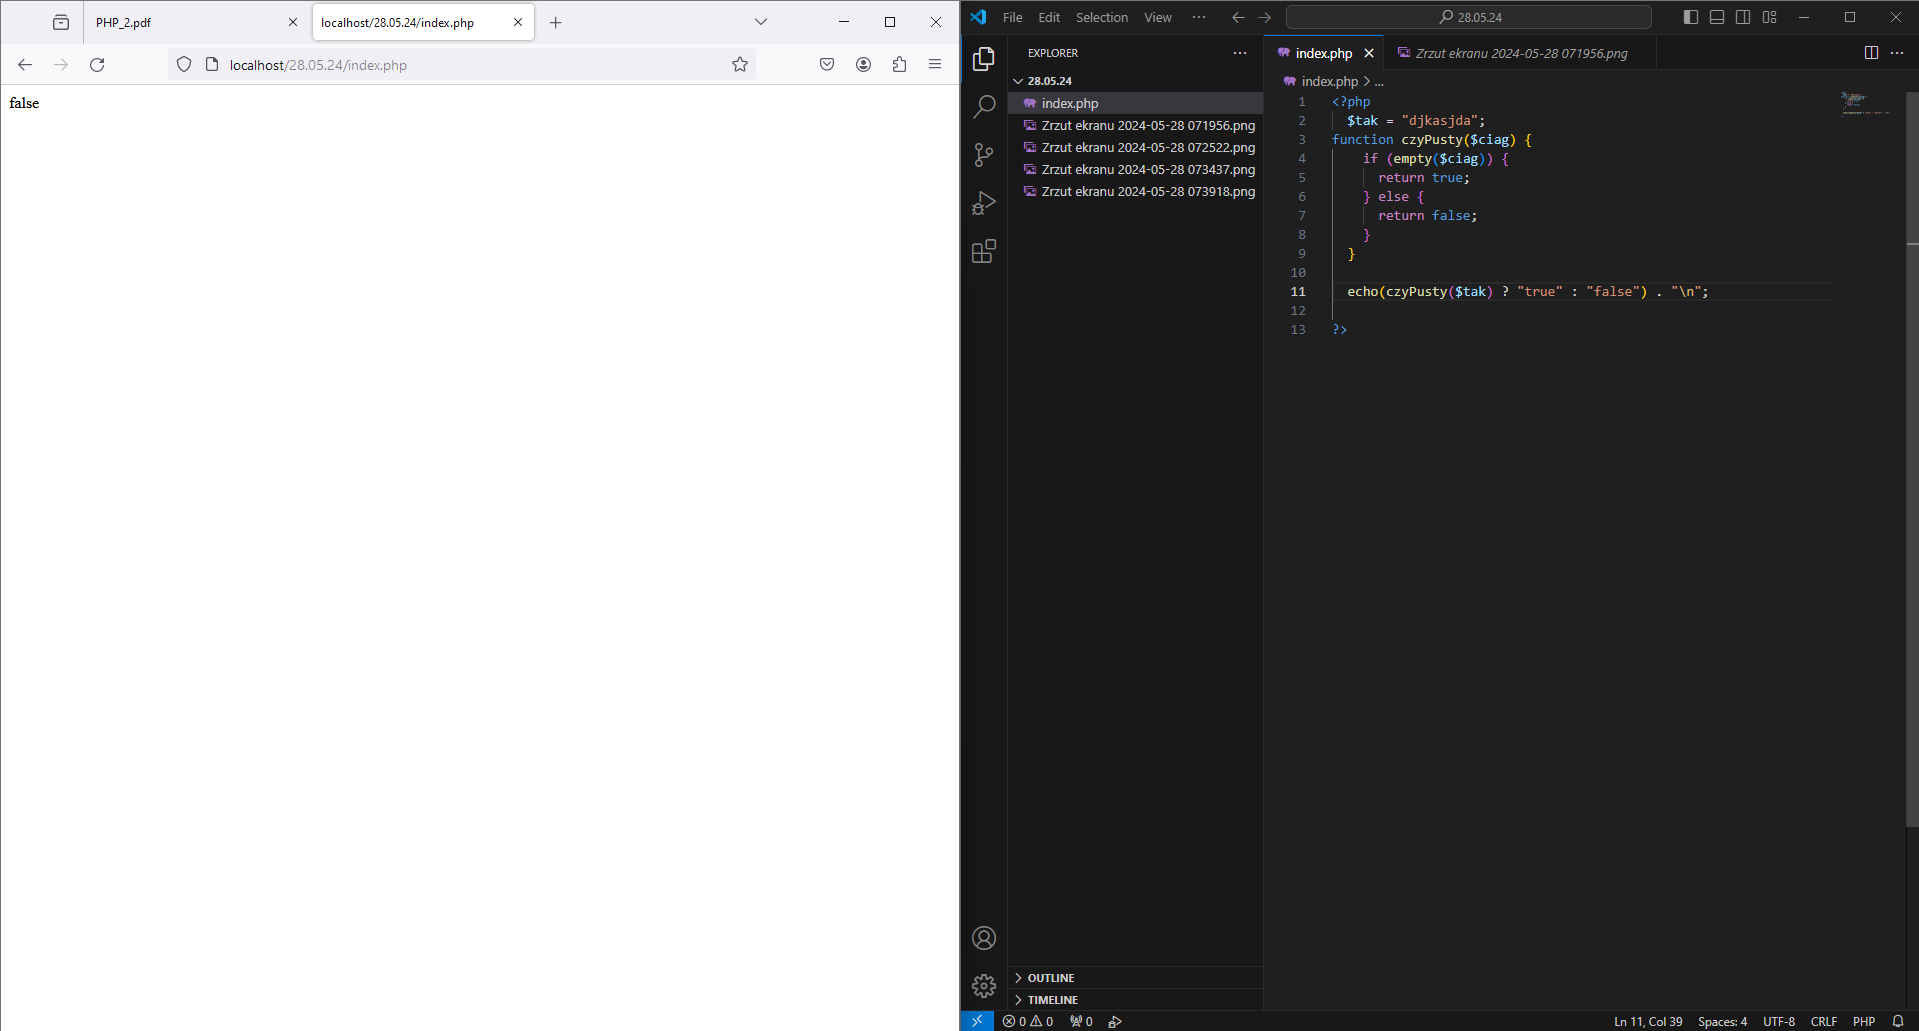 PHP_2.pdf
localhost/28.05.24/index.php
localhost/28.05.24/index.php
false
File Edit Selection View ...
28.05.24
EXPLORER
28.05.24
index.php
Zrzut ekranu 2024-05-28 071956.png
Zrzut ekranu 2024-05-28 072522.png
Zrzut ekranu 2024-05-28 073437.png
Zrzut ekranu 2024-05-28 073918.png
OUTLINE
TIMELINE
index.php
Zrzut ekranu 2024-05-28 071956.png
index.php > ...
1 <?php
2 $tak = "djkasjda";
3 function czyPusty($ciag) {
4 if (empty($ciag)) {
5 return true;
6 } else {
7 return false;
8 }
9 }
10
11 echo(czyPusty($tak) ? "true" : "false") . "\n";
12
13 ?>
0 0 0
Ln 11, Col 39 Spaces: 4 UTF-8 CRLF PHP